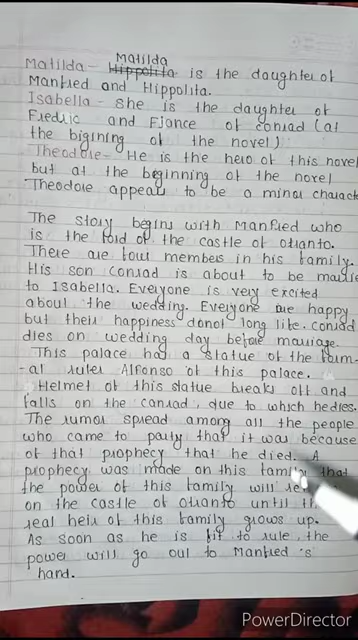 Matilda
Matilda - Hippolita is the daughter of
Manfred and Hippolita.
Isabella - she is the daughter of
Fredric and Fiance of conrad (at
the bigining of the novel)
Theodore - He is the hero of this novel
but at the beginning of the novel
Theodore appears to be a minor charact
The story begins with Manfred who
is the lord of the castle of otranto.
There are four members in his family.
His son conrad is about to be marrie
to Isabella. Everyone is very excited
about the wedding. Everyone are happy
but their happiness donot long life. conrad
dies on wedding day before marriage.
This palace has a statue of the form-
-al ruler Alfonso of this palace.
Helmet of this statue breaks off and
falls on the canrad, due to which he dies.
The rumor spread among all the people
who came to party that it was because
of that prophecy that he died. A
prophecy was made on this family that
the power of this family will re
on the castle of otranto until th
real heir of this family grows up.
As soon as he is fit to rule, the
power will go out to Manfred's
hand.
PowerDirector